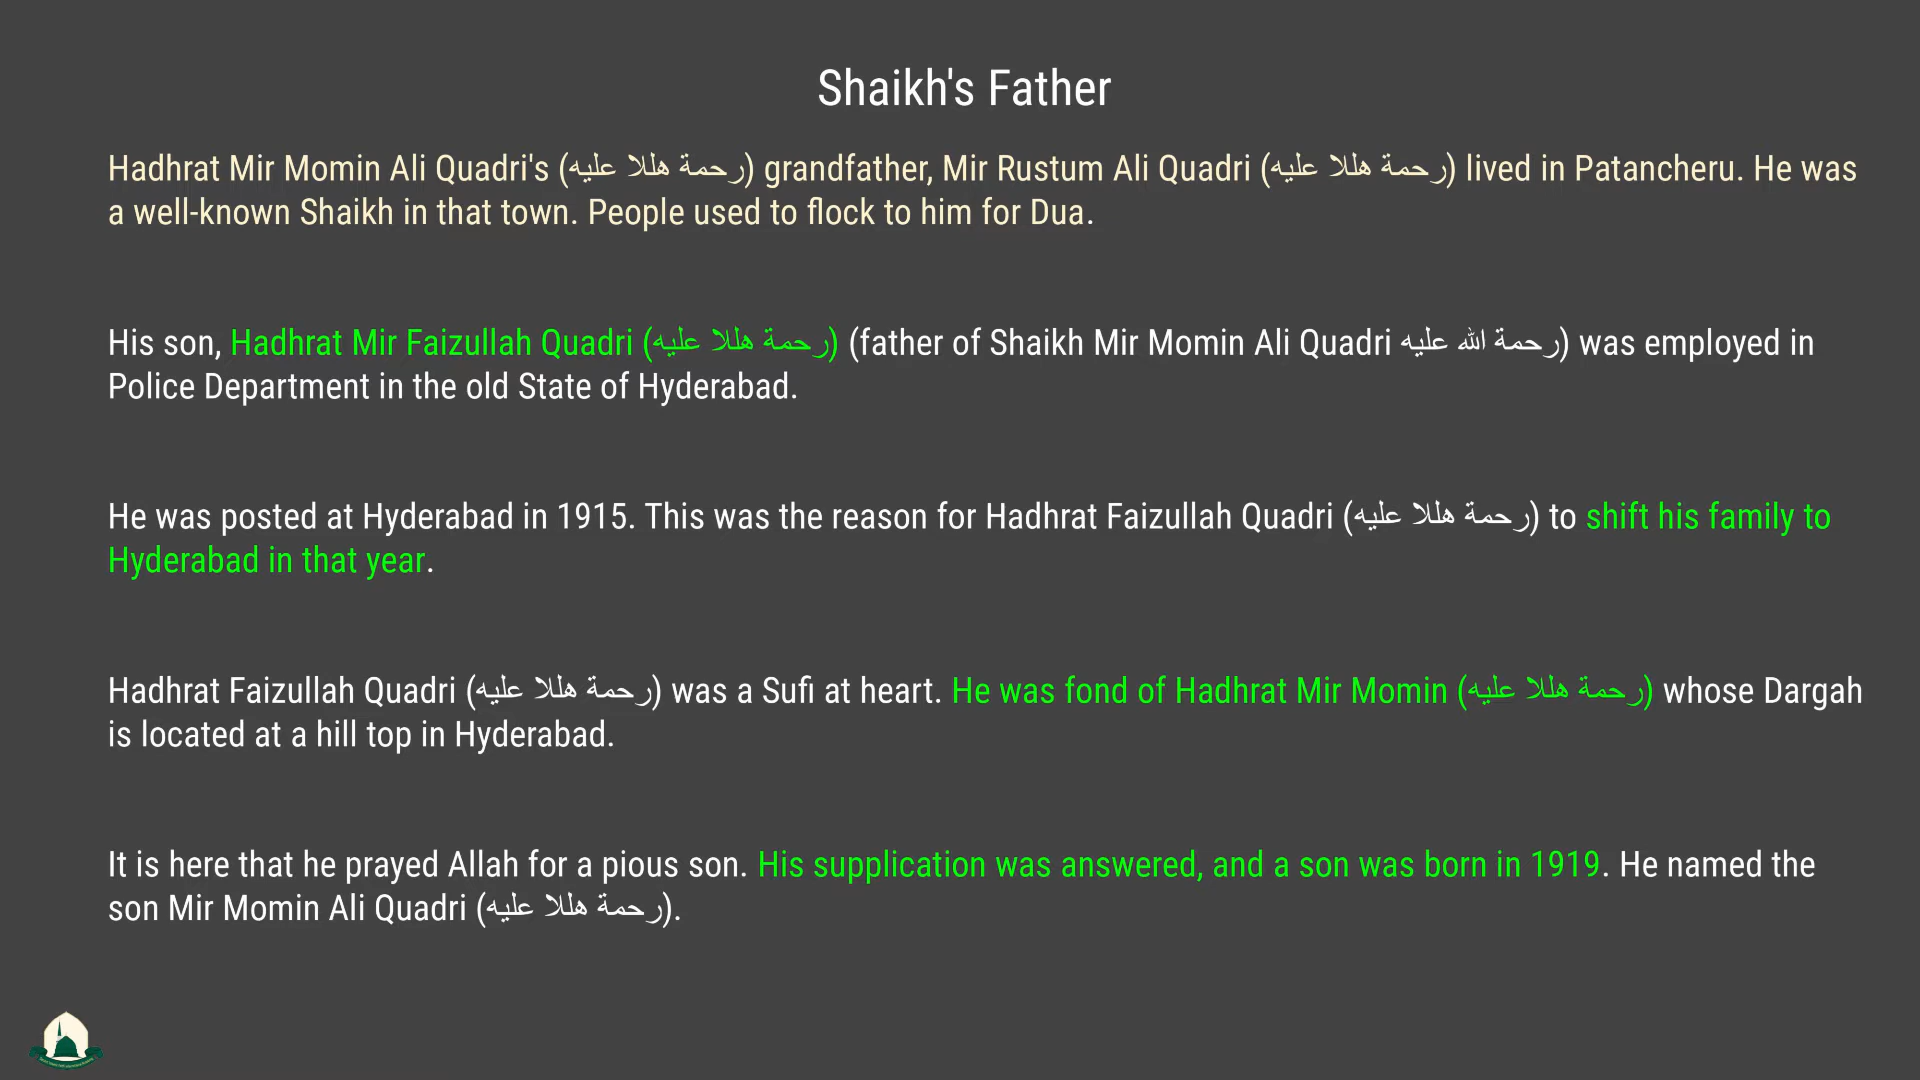 Shaikh's Father
Hadhrat Mir Momin Ali Quadri's (رحمة هللا عليه) grandfather, Mir Rustum Ali Quadri (رحمة هللا عليه) lived in Patancheru. He was
a well-known Shaikh in that town. People used to flock to him for Dua.
His son, Hadhrat Mir Faizullah Quadri (رحمة هللا عليه) (father of Shaikh Mir Momin Ali Quadri رحمة الله عليه) was employed in
Police Department in the old State of Hyderabad.
He was posted at Hyderabad in 1915. This was the reason for Hadhrat Faizullah Quadri (رحمة هللا عليه) to shift his family to
Hyderabad in that year.
Hadhrat Faizullah Quadri (رحمة هللا عليه) was a Sufi at heart. He was fond of Hadhrat Mir Momin (رحمة هللا عليه) whose Dargah
is located at a hill top in Hyderabad.
It is here that he prayed Allah for a pious son. His supplication was answered, and a son was born in 1919. He named the
son Mir Momin Ali Quadri (رحمة هللا عليه).